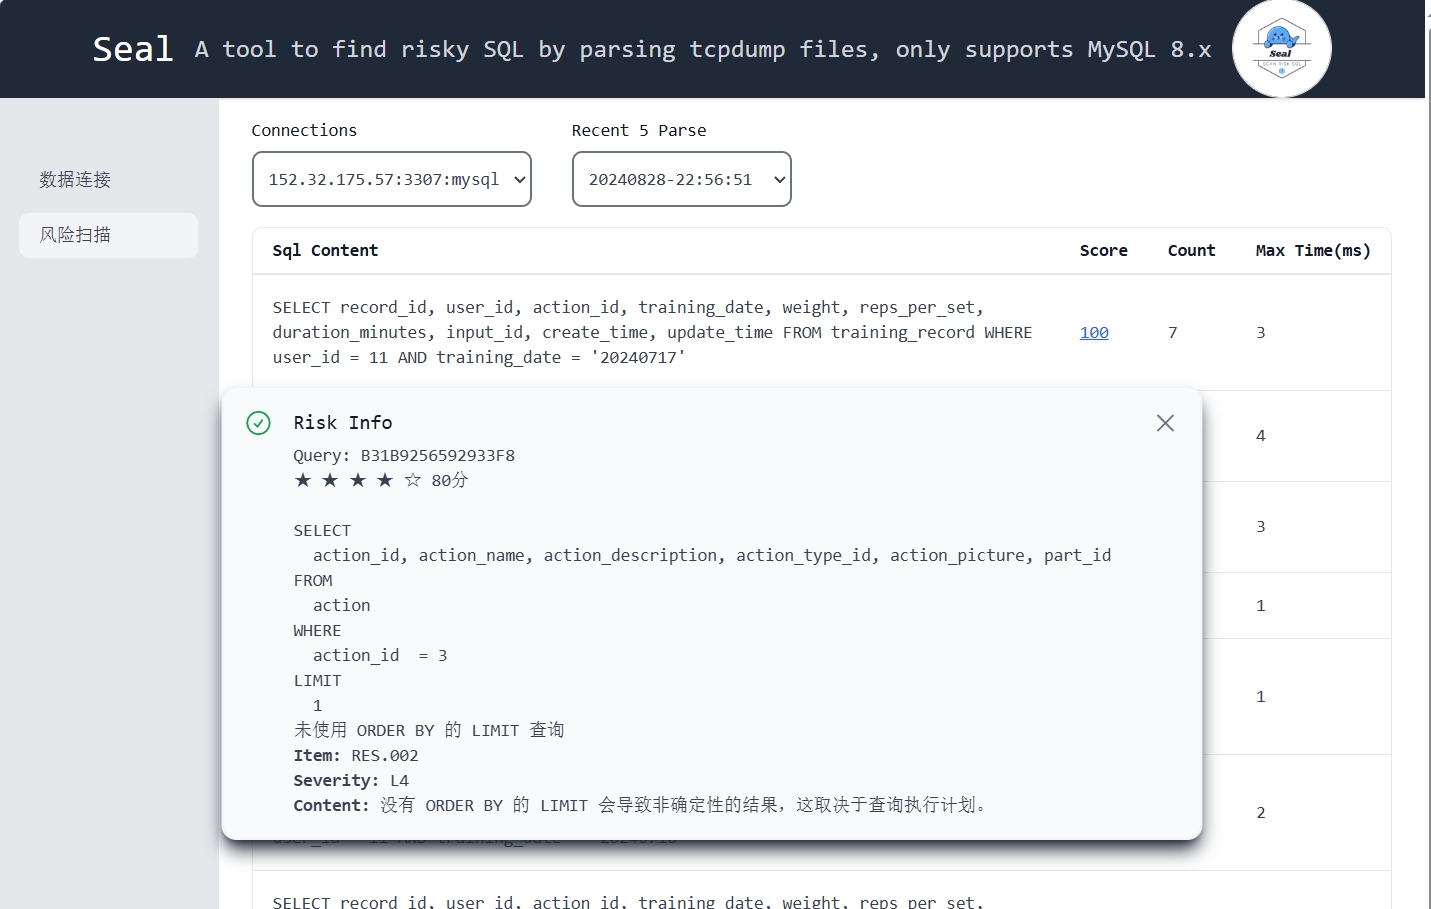 Seal A tool to find risky SQL by parsing tcpdump files, only supports MySQL 8.x
Seal
SCAN RISK SQL
数据连接
风险扫描
Connections
Recent 5 Parse
152.32.175.57:3307:mysql
20240828-22:56:51
Sql Content Score Count Max Time(ms)
SELECT record_id, user_id, action_id, training_date, weight, reps_per_set,
duration_minutes, input_id, create_time, update_time FROM training_record WHERE
user_id = 11 AND training_date = '20240717'
100 7 3
4
3
1
1
2
Risk Info
Query: B31B9256592933F8
★ ★ ★ ★ ☆ 80分
SELECT
action_id, action_name, action_description, action_type_id, action_picture, part_id
FROM
action
WHERE
action_id = 3
LIMIT
1
未使用 ORDER BY 的 LIMIT 查询
Item: RES.002
Severity: L4
Content: 没有 ORDER BY 的 LIMIT 会导致非确定性的结果，这取决于查询执行计划。
SELECT record_id, user_id, action_id, training_date, weight, reps_per_set,